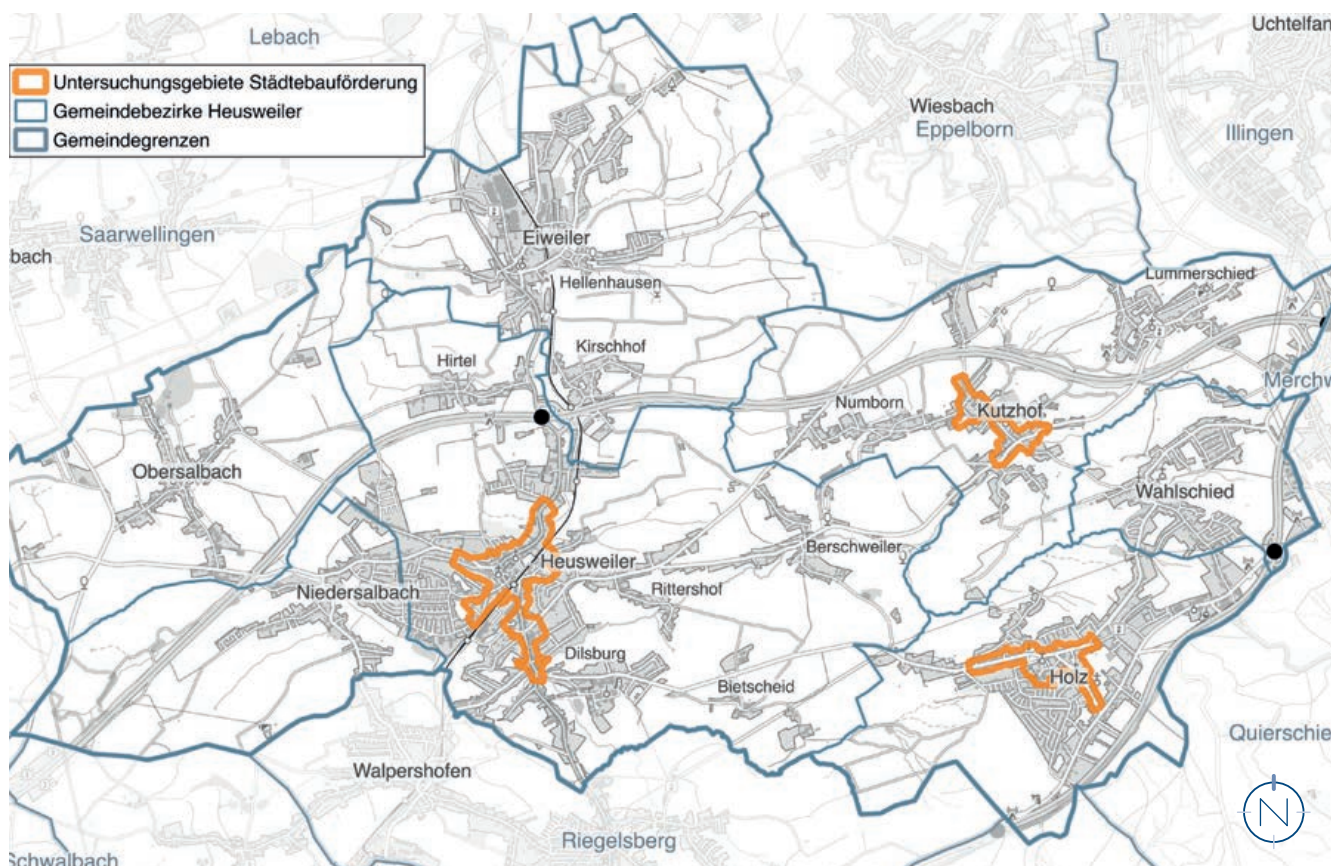 Lebach
Uchtelfan
Untersuchungsgebiete Städtebauförderung
Gemeindebezirke Heusweiler
Gemeindegrenzen
Wiesbach
Eppelborn
Illingen
Saarwellingen
bach
Eiweiler
Hellenhausen
Lummerschied
Hirtel
Kirschhof
Merchw
Numborn
Kutzhof
Obersalbach
Wahlschied
Berschweiler
Heusweiler
Niedersalbach
Rittershof
Dilsburg
Bietscheid
Holz
Quierschie
Walpershofen
Riegelsberg
Schwalbach
N